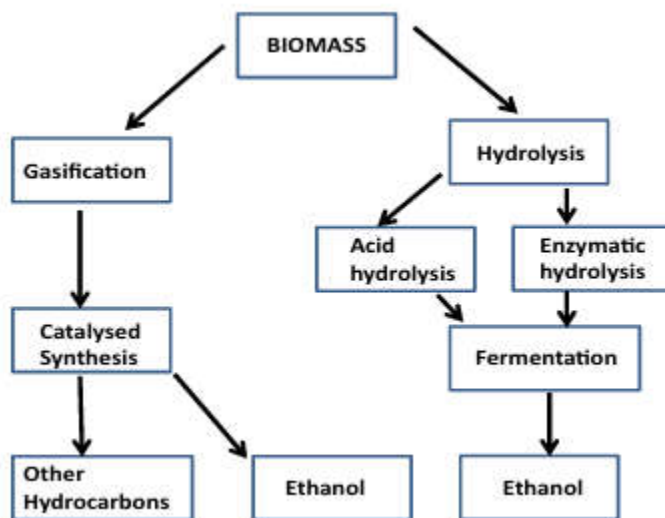 BIOMASS
Gasification
Hydrolysis
Acid
hydrolysis
Enzymatic
hydrolysis
Catalysed
Synthesis
Fermentation
Other
Hydrocarbons
Ethanol
Ethanol